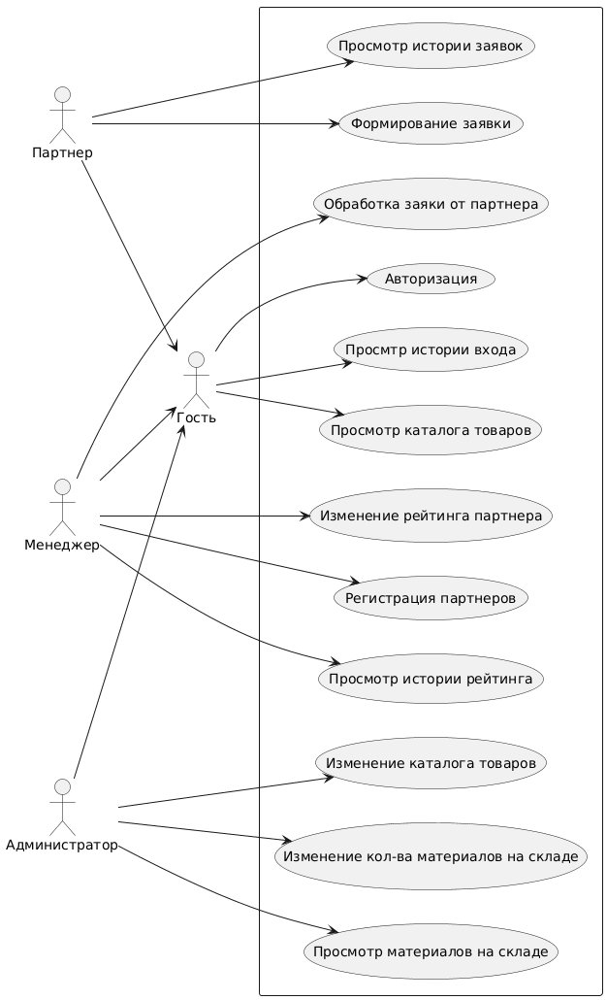 Просмотр истории заявок
Формирование заявки
Партнер
Обработка заяки от партнера
Авторизация
Просмтр истории входа
Гость
Просмотр каталога товаров
Изменение рейтинга партнера
Менеджер
Регистрация партнеров
Просмотр истории рейтинга
Изменение каталога товаров
Администратор
Изменение кол-ва материалов на складе
Просмотр материалов на складе